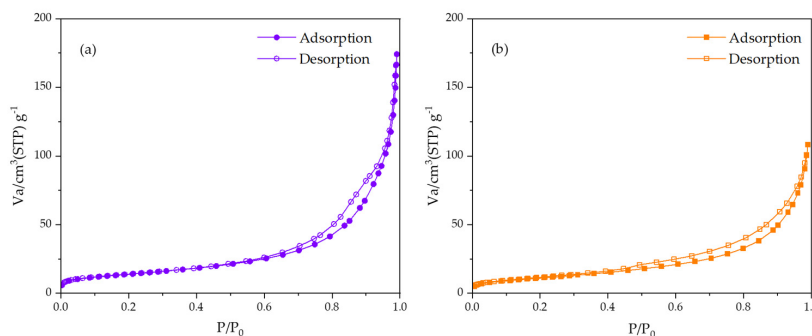 (a)
Adsorption
Desorption
200
150
100
50
0
0.0 0.2 0.4 0.6 0.8 1.0
Va/cm³(STP) g⁻¹
P/P₀
(b)
Adsorption
Desorption
200
150
100
50
0
0.0 0.2 0.4 0.6 0.8 1.
Va/cm³(STP) g⁻¹
P/P₀